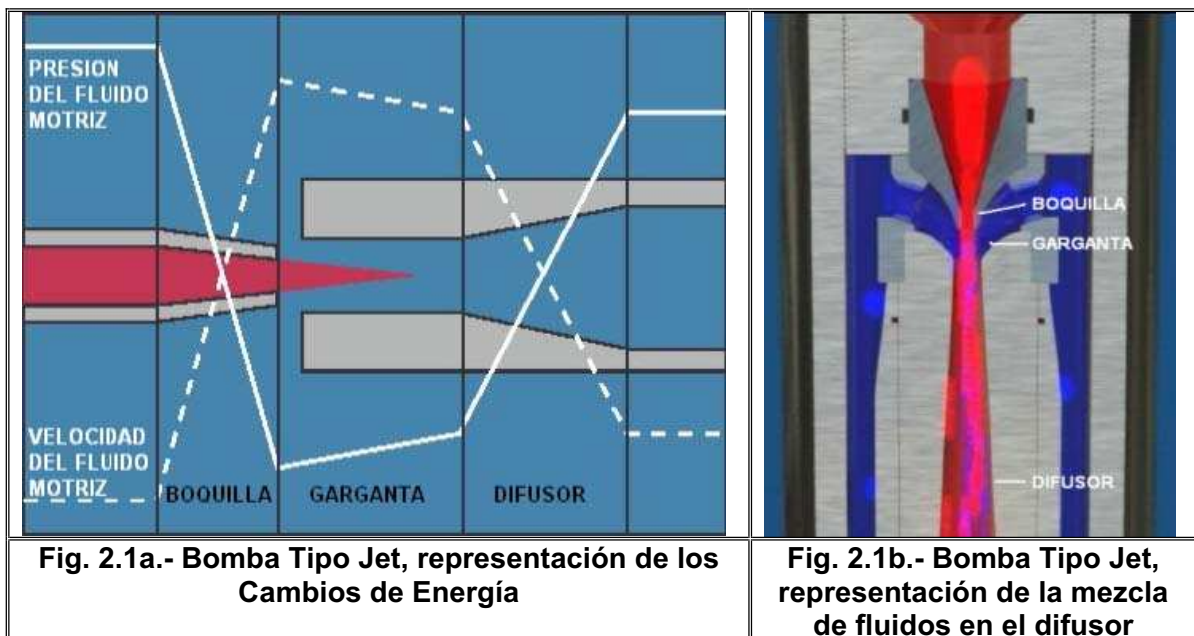 PRESION
DEL FLUIDO
MOTRIZ
VELOCIDAD
DEL FLUIDO
MOTRIZ
BOQUILLA
GARGANTA
DIFUSOR
BOQUILLA
GARGANTA
DIFUSOR
Fig. 2.1a.- Bomba Tipo Jet, representación de los
Cambios de Energía
Fig. 2.1b.- Bomba Tipo Jet,
representación de la mezcla
de fluidos en el difusor